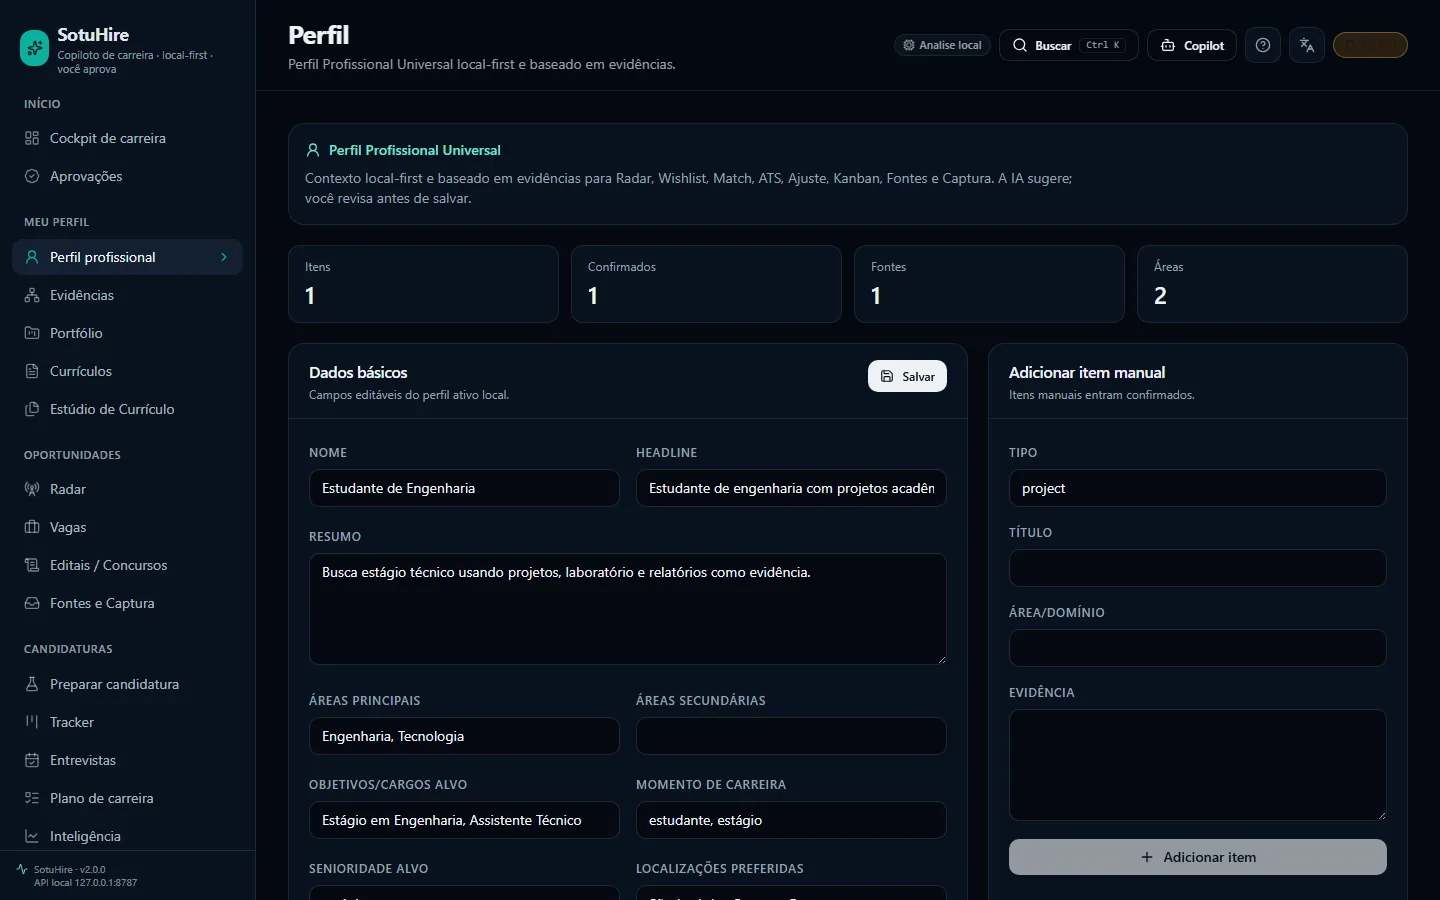 SotuHire
Copiloto de carreira · local-first ·
você aprova
INÍCIO
Cockpit de carreira
Aprovações
MEU PERFIL
Perfil profissional
Evidências
Portfólio
Currículos
Estúdio de Currículo
OPORTUNIDADES
Radar
Vagas
Editais / Concursos
Fontes e Captura
CANDIDATURAS
Preparar candidatura
Tracker
Entrevistas
Plano de carreira
Inteligência
SotuHire · v2.0.0
API local 127.0.0.1:8787
Perfil
Perfil Profissional Universal local-first e baseado em evidências.
Analise local
Buscar Ctrl K
Copilot
Perfil Profissional Universal
Contexto local-first e baseado em evidências para Radar, Wishlist, Match, ATS, Ajuste, Kanban, Fontes e Captura. A IA sugere;
você revisa antes de salvar.
Itens
1
Confirmados
1
Fontes
1
Áreas
2
Dados básicos
Campos editáveis do perfil ativo local.
Salvar
NOME
Estudante de Engenharia
HEADLINE
Estudante de engenharia com projetos acadên
RESUMO
Busca estágio técnico usando projetos, laboratório e relatórios como evidência.
ÁREAS PRINCIPAIS
Engenharia, Tecnologia
ÁREAS SECUNDÁRIAS
OBJETIVOS/CARGOS ALVO
Estágio em Engenharia, Assistente Técnico
MOMENTO DE CARREIRA
estudante, estágio
SENIORIDADE ALVO
LOCALIZAÇÕES PREFERIDAS
Adicionar item manual
Itens manuais entram confirmados.
TIPO
project
TÍTULO
ÁREA/DOMÍNIO
EVIDÊNCIA
Adicionar item